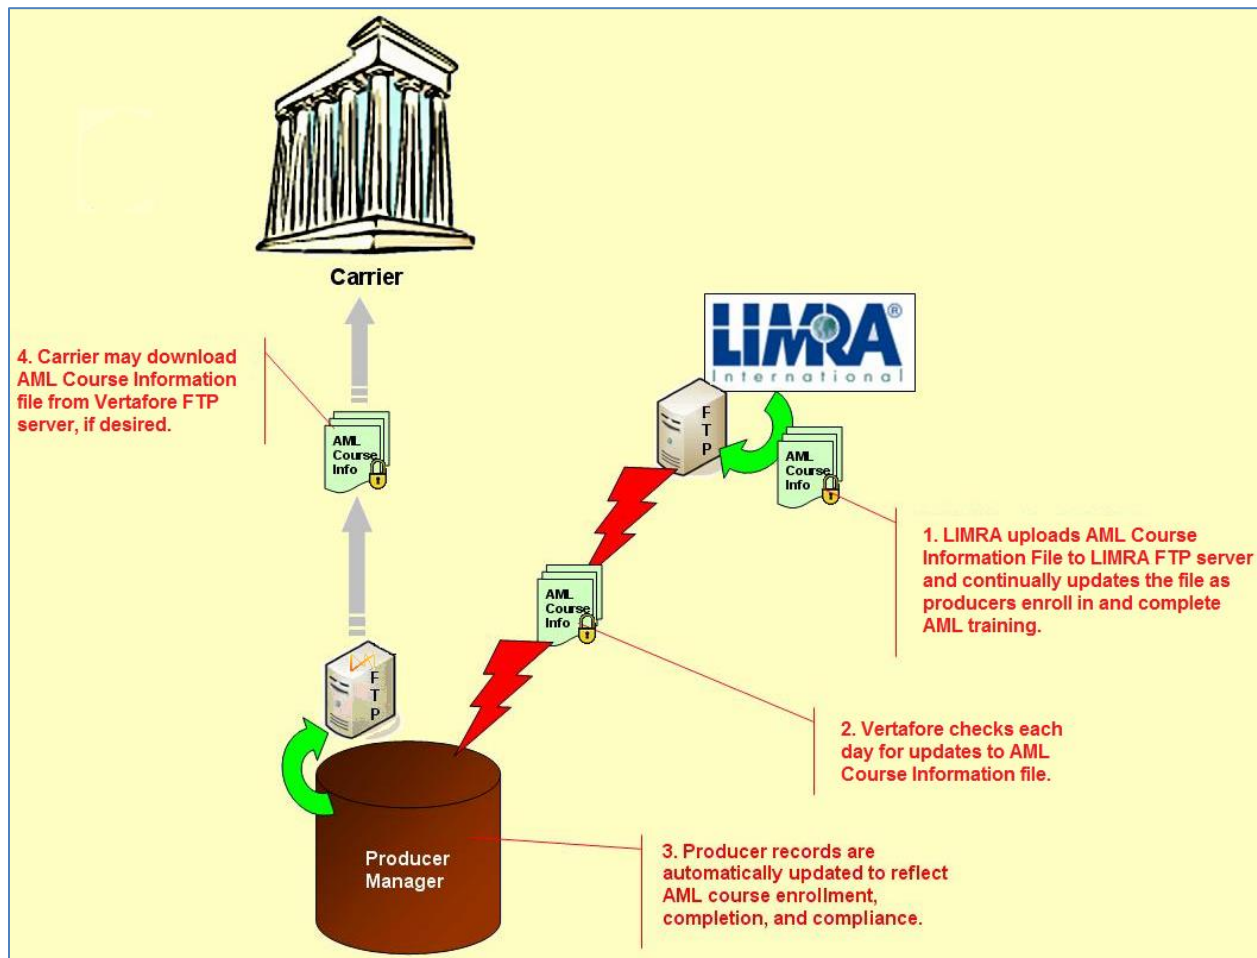 Carrier
4. Carrier may download
AML Course Information
file from Vertafore FTP
server, if desired.
AML
Course
Info
LIMRA®
International
FTP
AML
Course
Info
1. LIMRA uploads AML Course
Information File to LIMRA FTP server
and continually updates the file as
producers enroll in and complete
AML training.
AML
Course
Info
FTP
2. Vertafore checks each
day for updates to AML
Course Information file.
Producer
Manager
3. Producer records are
automatically updated to reflect
AML course enrollment,
completion, and compliance.